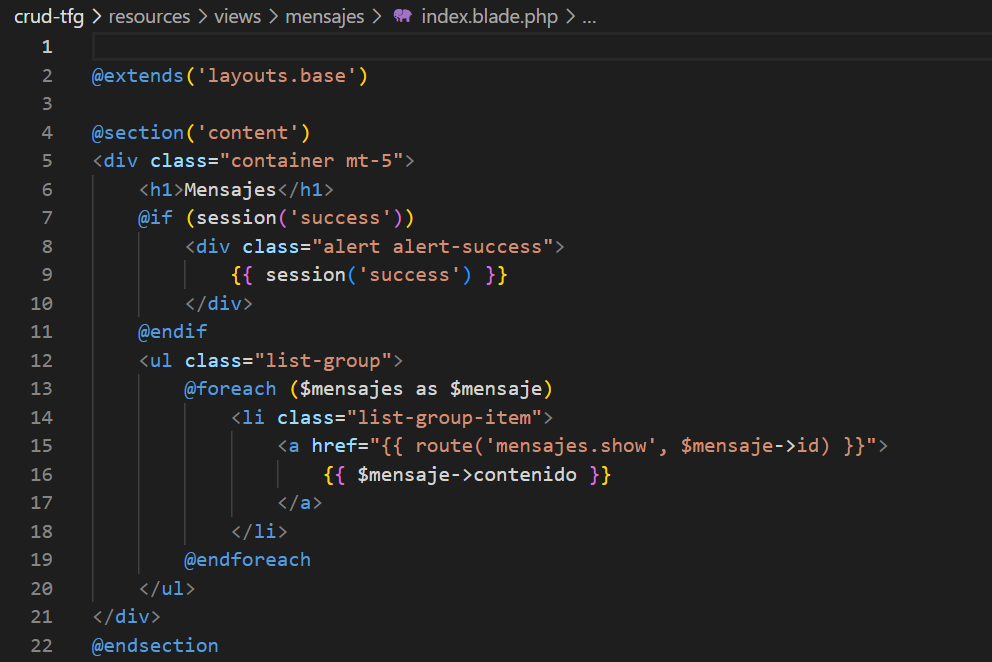 crud-tfg > resources > views > mensajes > index.blade.php > ...
1
2 @extends('layouts.base')
3
4 @section('content')
5 <div class="container mt-5">
6     <h1>Mensajes</h1>
7     @if (session('success'))
8         <div class="alert alert-success">
9             {{ session('success') }}
10         </div>
11     @endif
12     <ul class="list-group">
13         @foreach ($mensajes as $mensaje)
14             <li class="list-group-item">
15                 <a href="{{ route('mensajes.show', $mensaje->id) }}">
16                     {{ $mensaje->contenido }}
17                 </a>
18             </li>
19         @endforeach
20     </ul>
21 </div>
22 @endsection